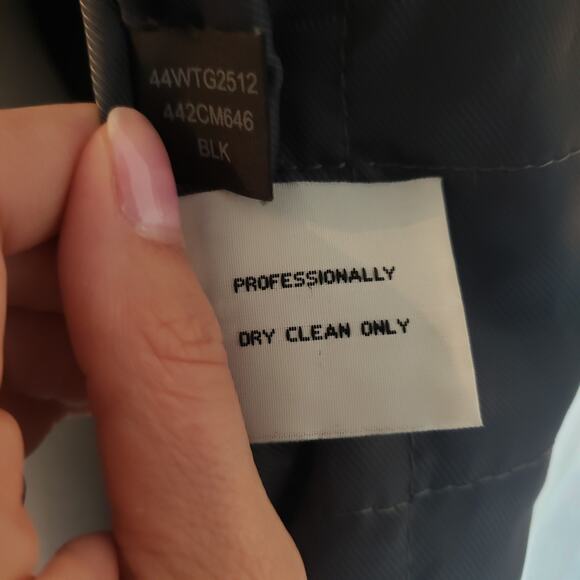 44WTG2512
442CM646
BLK
PROFESSIONALLY
DRY CLEAN ONLY